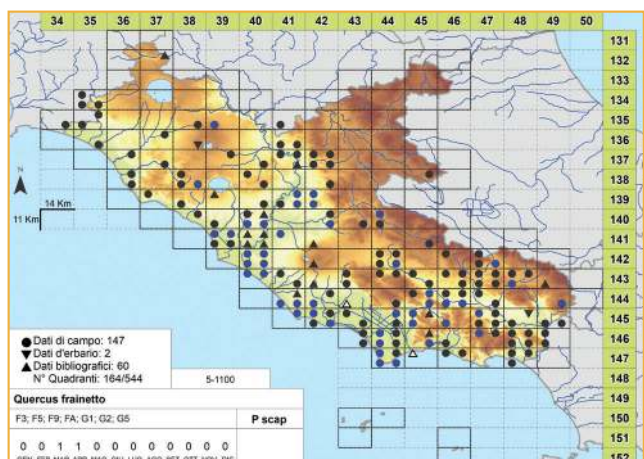 34 35 36 37 38 39 40 41 42 43 44 45 46 47 48 49 50
131
132
133
134
135
136
137
138
139
140
141
142
143
144
145
146
147
148
149
150
151
152
N
14 Km
11 Km
Dati di campo: 147
Dati d'erbario: 2
Dati bibliografici: 60
N° Quadranti: 164/544
5-1100
Quercus frainetto
F3; F5; F9; FA; G1; G2; G5
P scap
0 0 1 1 0 0 0 0 0 0 0 0